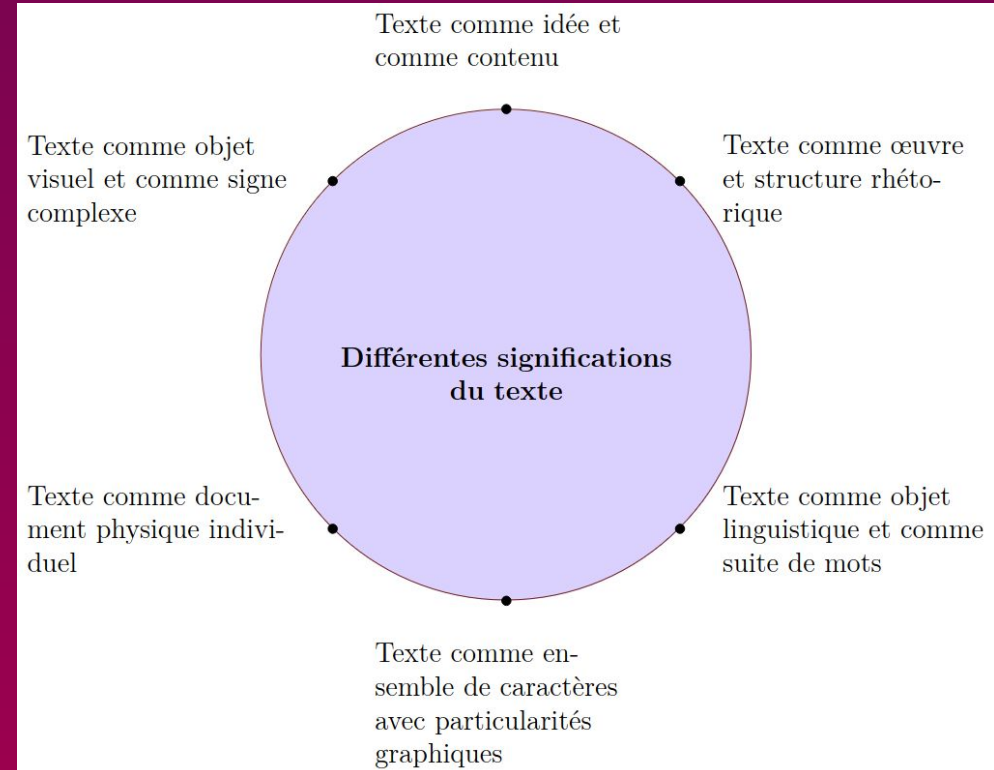 Texte comme idée et
comme contenu
Texte comme objet
visuel et comme signe
complexe
Texte comme œuvre
et structure rhéto-
rique
Différentes significations
du texte
Texte comme docu-
ment physique indivi-
duel
Texte comme objet
linguistique et comme
suite de mots
Texte comme en-
semble de caractères
avec particularités
graphiques